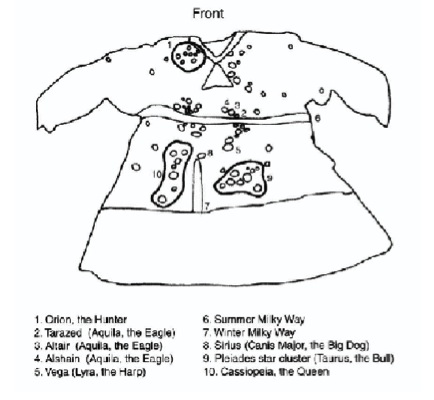 Front
1
4
3
2
6
5
8
10
9
7
1. Orion, the Hunter
2. Tarazed (Aquila, the Eagle)
3. Altair (Aquila, the Eagle)
4. Alshain (Aquila, the Eagle)
5. Vega (Lyra, the Harp)
6. Summer Milky Way
7. Winter Milky Way
8. Sirius (Canis Major, the Big Dog)
9. Pleiades star cluster (Taurus, the Bull)
10. Cassiopeia, the Queen